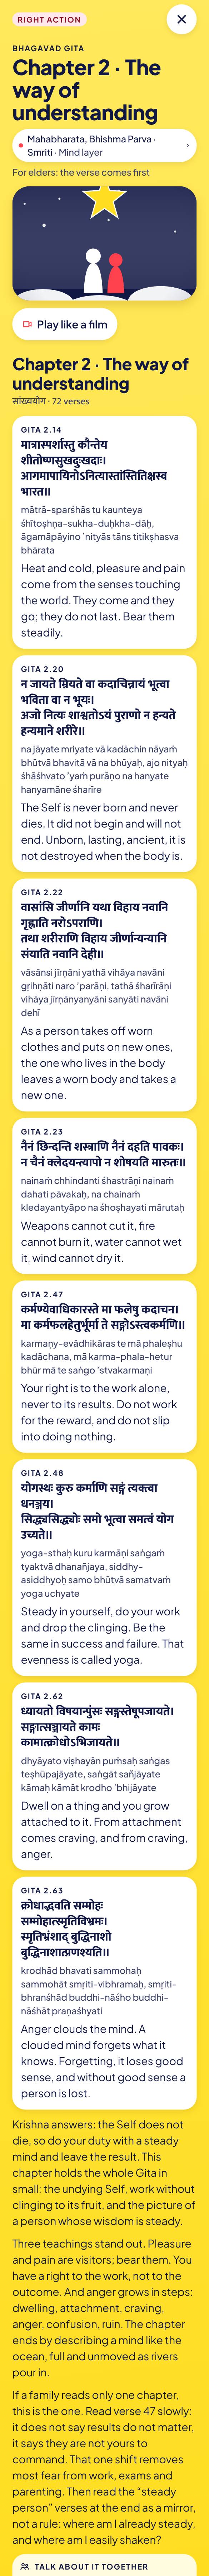 RIGHT ACTION
BHAGAVAD GITA
Chapter 2 · The
way of
understanding
Mahabharata, Bhishma Parva ·
Smriti · Mind layer
For elders: the verse comes first
Play like a film
Chapter 2 · The way of
understanding
सांख्ययोग · 72 verses
GITA 2.14
मात्रास्पर्शास्तु कौन्तेय
शीतोष्णसुखदुःखदाः।
आगमापायिनोऽनित्यास्तांस्तितिक्षस्व
भारत॥
mātrā-sparśhās tu kaunteya
śhītoṣhṇa-sukha-duḥkha-dāḥ,
āgamāpāyino 'nityās tāns titikṣhasva
bhārata
Heat and cold, pleasure and pain
come from the senses touching
the world. They come and they
go; they do not last. Bear them
steadily.
GITA 2.20
न जायते म्रियते वा कदाचिन्नायं भूत्वा
भविता वा न भूयः।
अजो नित्यः शाश्वतोऽयं पुराणो न हन्यते
हन्यमाने शरीरे॥
na jāyate mriyate vā kadāchin nāyaṁ
bhūtvā bhavitā vā na bhūyaḥ, ajo nityaḥ
śhāśhvato 'yaṁ purāṇo na hanyate
hanyamāne śharīre
The Self is never born and never
dies. It did not begin and will not
end. Unborn, lasting, ancient, it is
not destroyed when the body is.
GITA 2.22
वासांसि जीर्णानि यथा विहाय नवानि
गृह्णाति नरोऽपराणि।
तथा शरीराणि विहाय जीर्णान्यन्यानि
संयाति नवानि देही॥
vāsānsi jīrṇāni yathā vihāya navāni
gṛihṇāti naro 'parāṇi, tathā śharīrāṇi
vihāya jīrṇānyanyāni sanyāti navāni
dehī
As a person takes off worn
clothes and puts on new ones,
the one who lives in the body
leaves a worn body and takes a
new one.
GITA 2.23
नैनं छिन्दन्ति शस्त्राणि नैनं दहति पावकः।
न चैनं क्लेदयन्त्यापो न शोषयति मारुतः॥
nainaṁ chhindanti śhastrāṇi nainaṁ
dahati pāvakaḥ, na chainaṁ
kledayantyāpo na śhoṣhayati mārutaḥ
Weapons cannot cut it, fire
cannot burn it, water cannot wet
it, wind cannot dry it.
GITA 2.47
कर्मण्येवाधिकारस्ते मा फलेषु कदाचन।
मा कर्मफलहेतुर्भूर्मा ते सङ्गोऽस्त्वकर्मणि॥
karmaṇy-evādhikāras te mā phaleṣhu
kadāchana, mā karma-phala-hetur
bhūr mā te saṅgo 'stvakarmaṇi
Your right is to the work alone,
never to its results. Do not work
for the reward, and do not slip
into doing nothing.
GITA 2.48
योगस्थः कुरु कर्माणि सङ्गं त्यक्त्वा
धनञ्जय।
सिद्ध्यसिद्ध्योः समो भूत्वा समत्वं योग
उच्यते॥
yoga-sthaḥ kuru karmāṇi saṅgaṁ
tyaktvā dhanañjaya, siddhy-
asiddhyoḥ samo bhūtvā samatvaṁ
yoga uchyate
Steady in yourself, do your work
and drop the clinging. Be the
same in success and failure. That
evenness is called yoga.
GITA 2.62
ध्यायतो विषयान्पुंसः सङ्गस्तेषूपजायते।
सङ्गात्सञ्जायते कामः
कामात्क्रोधोऽभिजायते॥
dhyāyato viṣhayān puṁsaḥ saṅgas
teṣhūpajāyate, saṅgāt sañjāyate
kāmaḥ kāmāt krodho 'bhijāyate
Dwell on a thing and you grow
attached to it. From attachment
comes craving, and from craving,
anger.
GITA 2.63
क्रोधाद्भवति सम्मोहः
सम्मोहात्स्मृतिविभ्रमः।
स्मृतिभ्रंशाद् बुद्धिनाशो
बुद्धिनाशात्प्रणश्यति॥
krodhād bhavati sammohaḥ
sammohāt smṛiti-vibhramaḥ, smṛiti-
bhranśhād buddhi-nāśho buddhi-
nāśhāt praṇaśhyati
Anger clouds the mind. A
clouded mind forgets what it
knows. Forgetting, it loses good
sense, and without good sense a
person is lost.
Krishna answers: the Self does not
die, so do your duty with a steady
mind and leave the result. This
chapter holds the whole Gita in
small: the undying Self, work without
clinging to its fruit, and the picture of
a person whose wisdom is steady.
Three teachings stand out. Pleasure
and pain are visitors; bear them. You
have a right to the work, not to the
outcome. And anger grows in steps:
dwelling, attachment, craving,
anger, confusion, ruin. The chapter
ends by describing a mind like the
ocean, full and unmoved as rivers
pour in.
If a family reads only one chapter,
this is the one. Read verse 47 slowly:
it does not say results do not matter,
it says they are not yours to
command. That one shift removes
most fear from work, exams and
parenting. Then read the “steady
person” verses at the end as a mirror,
not a rule: where am I already steady,
and where am I easily shaken?
TALK ABOUT IT TOGETHER